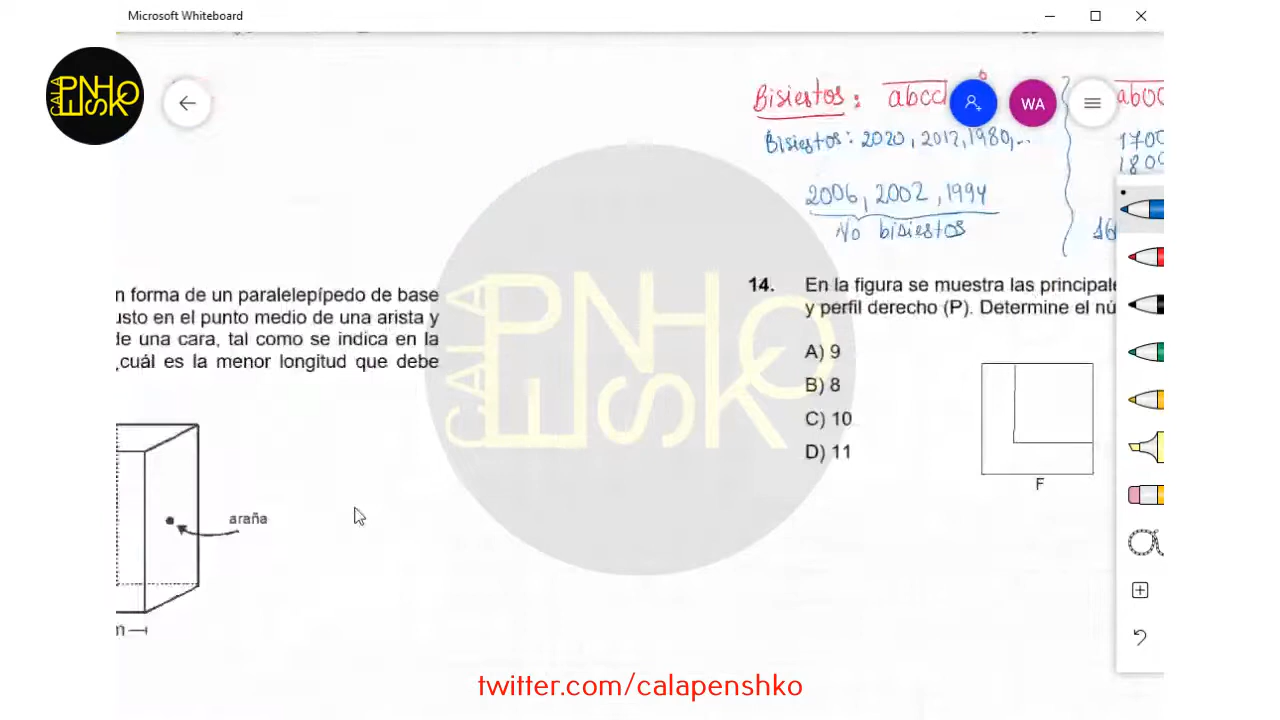 Microsoft Whiteboard
CALA
PENHOSK
WA
Bisiestos: abcd
Bisiestos: 2020, 2012, 1980, ...
2006, 2002, 1994
No bisiestos
1700
n forma de un paralelepípedo de base
usto en el punto medio de una arista y
de una cara, tal como se indica en la
¿cuál es la menor longitud que debe
araña
14. En la figura se muestra las principale
y perfil derecho (P). Determine el nú
A) 9
B) 8
C) 10
D) 11
F
twitter.com/calapenshko